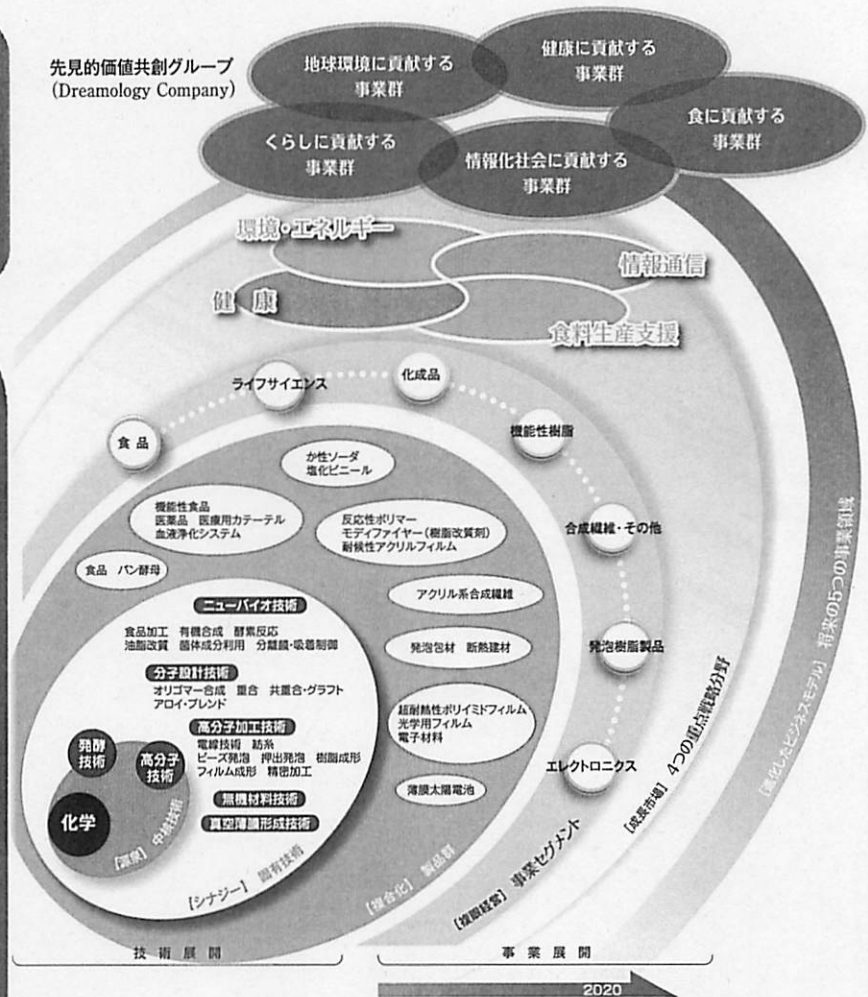 先見的価値共創グループ
(Dreamology Company)
地球環境に貢献する
事業群
健康に貢献する
事業群
食に貢献する
事業群
くらしに貢献する
事業群
情報化社会に貢献する
事業群
環境・エネルギー
情報通信
健康
食料生産支援
食品
ライフサイエンス
化成品
機能性樹脂
合成繊維・その他
発泡樹脂製品
エレクトロニクス
か性ソーダ
塩化ビニール
機能性食品
医薬品 医療用カテーテル
血液浄化システム
反応性ポリマー
モディファイヤー(樹脂改質剤)
耐候性アクリルフィルム
食品 パン酵母
アクリル系合成繊維
発泡包材 断熱建材
超耐熱性ポリイミドフィルム
光学用フィルム
電子材料
薄膜太陽電池
ニューバイオ技術
食品加工 有機合成 酵素反応
油脂改質 菌体成分利用 分離膜・吸着制御
分子設計技術
オリゴマー合成 重合 共重合・グラフト
アロイ・ブレンド
高分子加工技術
電線技術 紡糸
ビーズ発泡 押出発泡 樹脂成形
フィルム成形 精密加工
無機材料技術
真空薄膜形成技術
発酵
技術
高分子
技術
化学
[源泉] 中核技術
[シナジー] 固有技術
[複合化] 製品群
[複眼経営] 事業セグメント
[成長市場] 4つの重点戦略分野
[進化したビジネスモデル] 将来の5つの事業領域
技術展開
事業展開
2020